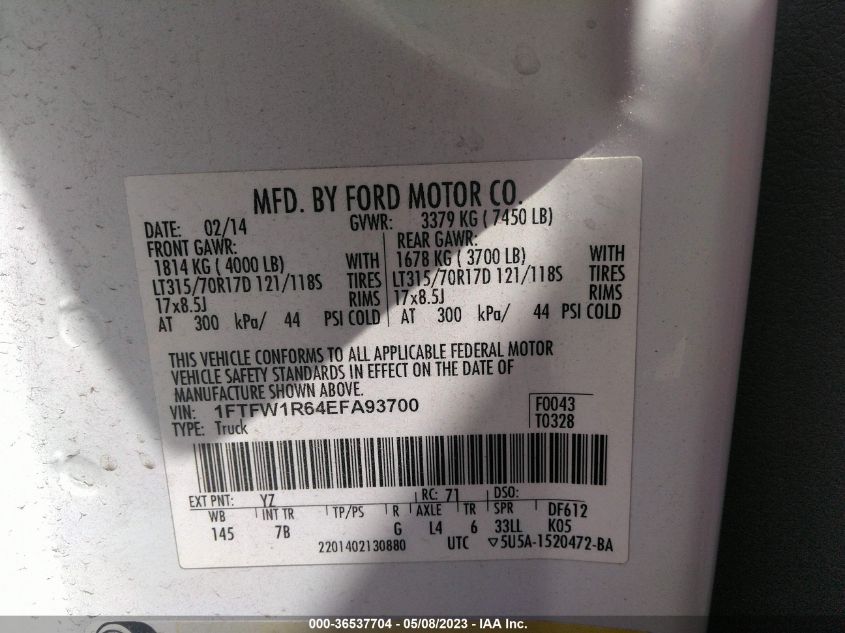 MFD. BY FORD MOTOR CO.
DATE: 02/14 GVWR: 3379 KG ( 7450 LB)
FRONT GAWR: REAR GAWR:
1814 KG ( 4000 LB) WITH 1678 KG ( 3700 LB) WITH
LT315/70R17D 121/118S TIRES LT315/70R17D 121/118S TIRES
17x8.5J RIMS 17x8.5J RIMS
AT 300 kPa/ 44 PSI COLD AT 300 kPa/ 44 PSI COLD
THIS VEHICLE CONFORMS TO ALL APPLICABLE FEDERAL MOTOR
VEHICLE SAFETY STANDARDS IN EFFECT ON THE DATE OF
MANUFACTURE SHOWN ABOVE.
VIN: 1FTFW1R64EFA93700 F0043
TYPE: Truck T0328
EXT PNT: YZ RC: 71 DSO:
WB INT TR TP/PS R AXLE TR SPR DF612
145 7B G L4 6 33LL K05
2201402130880 UTC ▽5U5A-1520472-BA
000-36537704 - 05/08/2023 - IAA Inc.